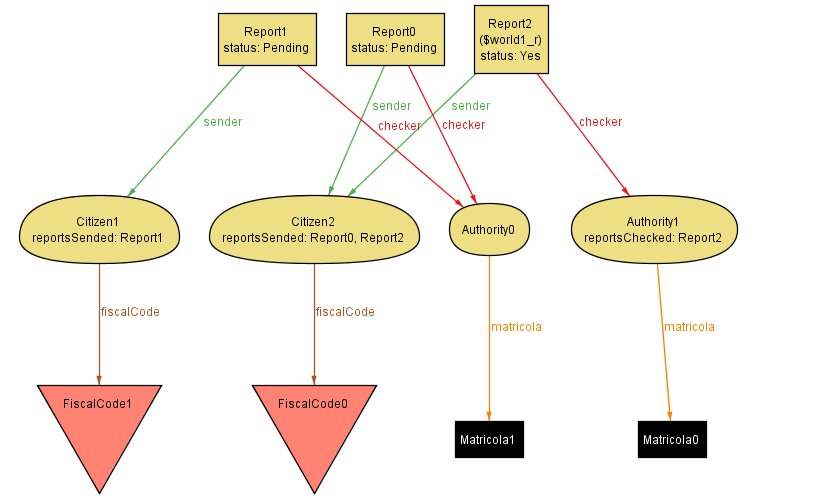 Report1
status: Pending
Report0
status: Pending
Report2
($world1_r)
status: Yes
sender
sender
sender
checker
checker
checker
Citizen1
reportsSended: Report1
Citizen2
reportsSended: Report0, Report2
Authority0
Authority1
reportsChecked: Report2
fiscalCode
fiscalCode
matricola
matricola
FiscalCode1
FiscalCode0
Matricola1
Matricola0